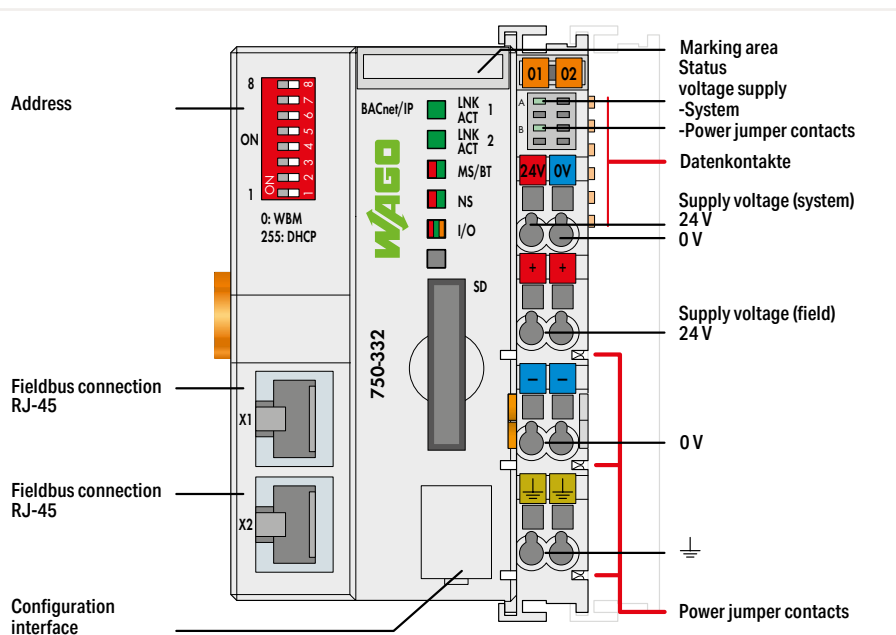 Address
Fieldbus connection
RJ-45
Fieldbus connection
RJ-45
Configuration
interface
8
ON
1
ON
1 2 3 4 5 6 7 8
0: WBM
255: DHCP
X1
X2
BACnet/IP
LNK
ACT 1
LNK
ACT 2
MS/BT
NS
I/O
WAGO
SD
750-332
01 02
A
B
24V 0V
+ +
− −
Marking area
Status
voltage supply
-System
-Power jumper contacts
Datenkontakte
Supply voltage (system)
24 V
0 V
Supply voltage (field)
24 V
0 V
Power jumper contacts